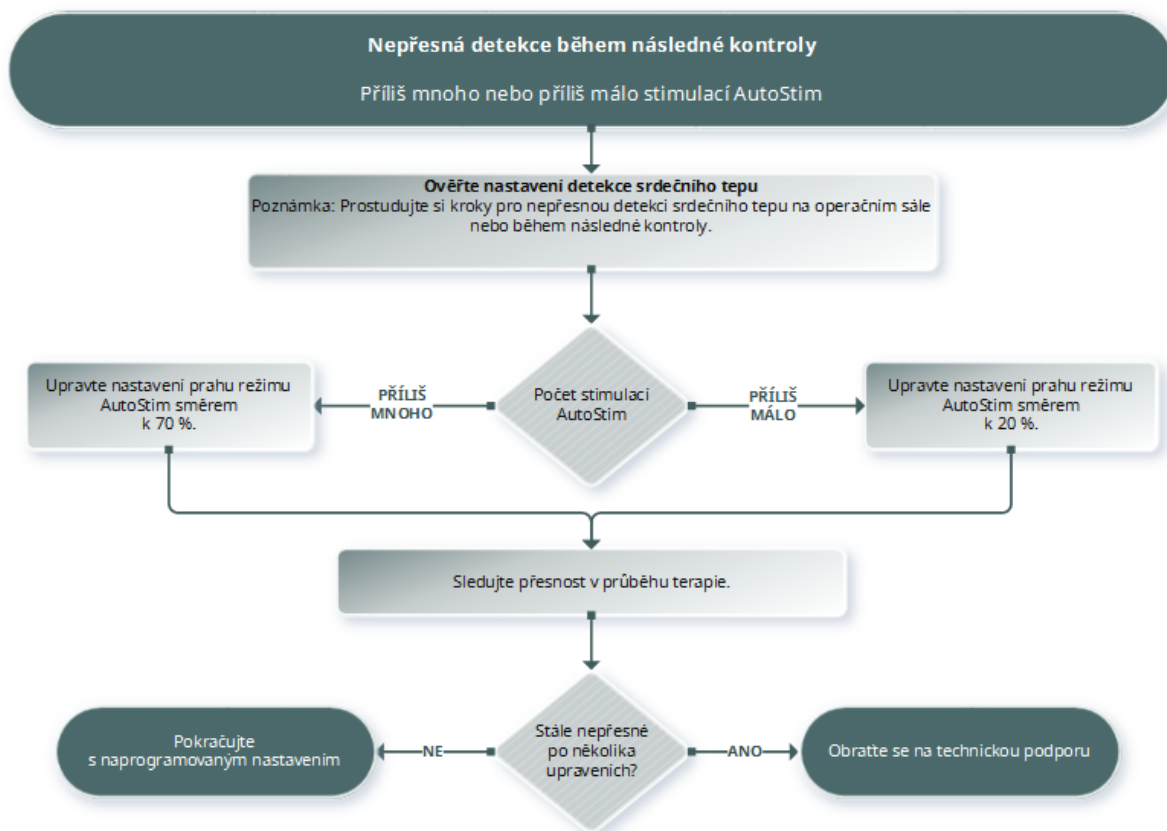 Nepřesná detekce během následné kontroly
Příliš mnoho nebo příliš málo stimulací AutoStim
Ověřte nastavení detekce srdečního tepu
Poznámka: Prostudujte si kroky pro nepřesnou detekci srdečního tepu na operačním sále
nebo během následné kontroly.
Upravte nastavení prahu režimu
AutoStim směrem
k 70 %.
PŘÍLIŠ
MNOHO
Počet stimulací
AutoStim
PŘÍLIŠ
MÁLO
Upravte nastavení prahu režimu
AutoStim směrem
k 20 %.
Sledujte přesnost v průběhu terapie.
Pokračujte
s naprogramovaným nastavením
NE
Stále nepřesné
po několika
upraveních?
ANO
Obraťte se na technickou podporu